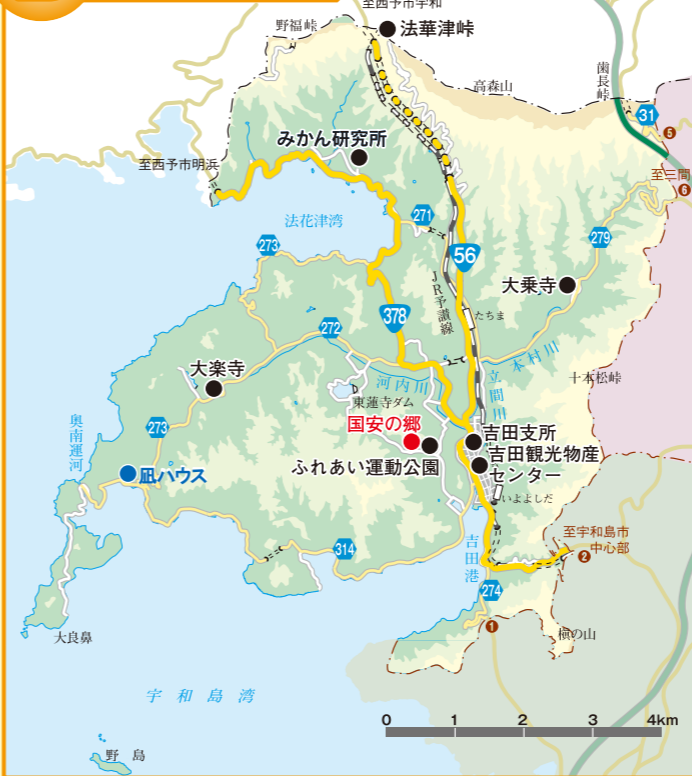 至西予市宇和
野福峠
法華津峠
歯長峠
高森山
31
5
みかん研究所
至西予市明浜
至三間
6
法花津湾
271
273
279
56
JR予讃線
大乗寺
378
たちま
272
本村川
大楽寺
河内川
立間川
十本松峠
東蓮寺ダム
国安の郷
吉田支所
奥南運河
273
ふれあい運動公園
吉田観光物産
センター
凪ハウス
いよよしだ
至宇和島市
中心部
2
314
吉田港
274
1
大良鼻
槇の山
宇和島湾
0 1 2 3 4km
野島